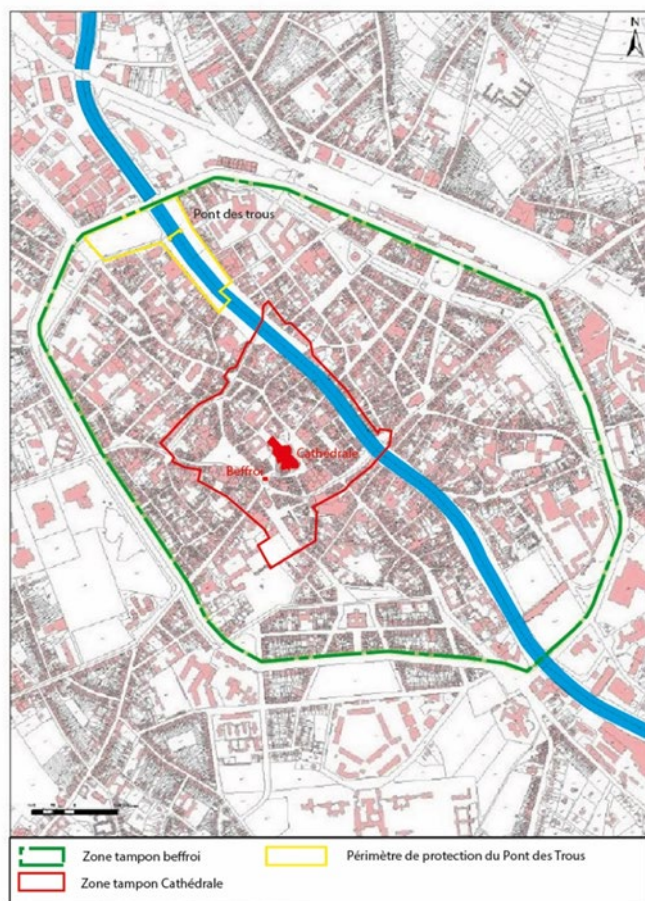 N
Pont des trous
Cathédrale
Beffroi
Zone tampon beffroi
Périmètre de protection du Pont des Trous
Zone tampon Cathédrale